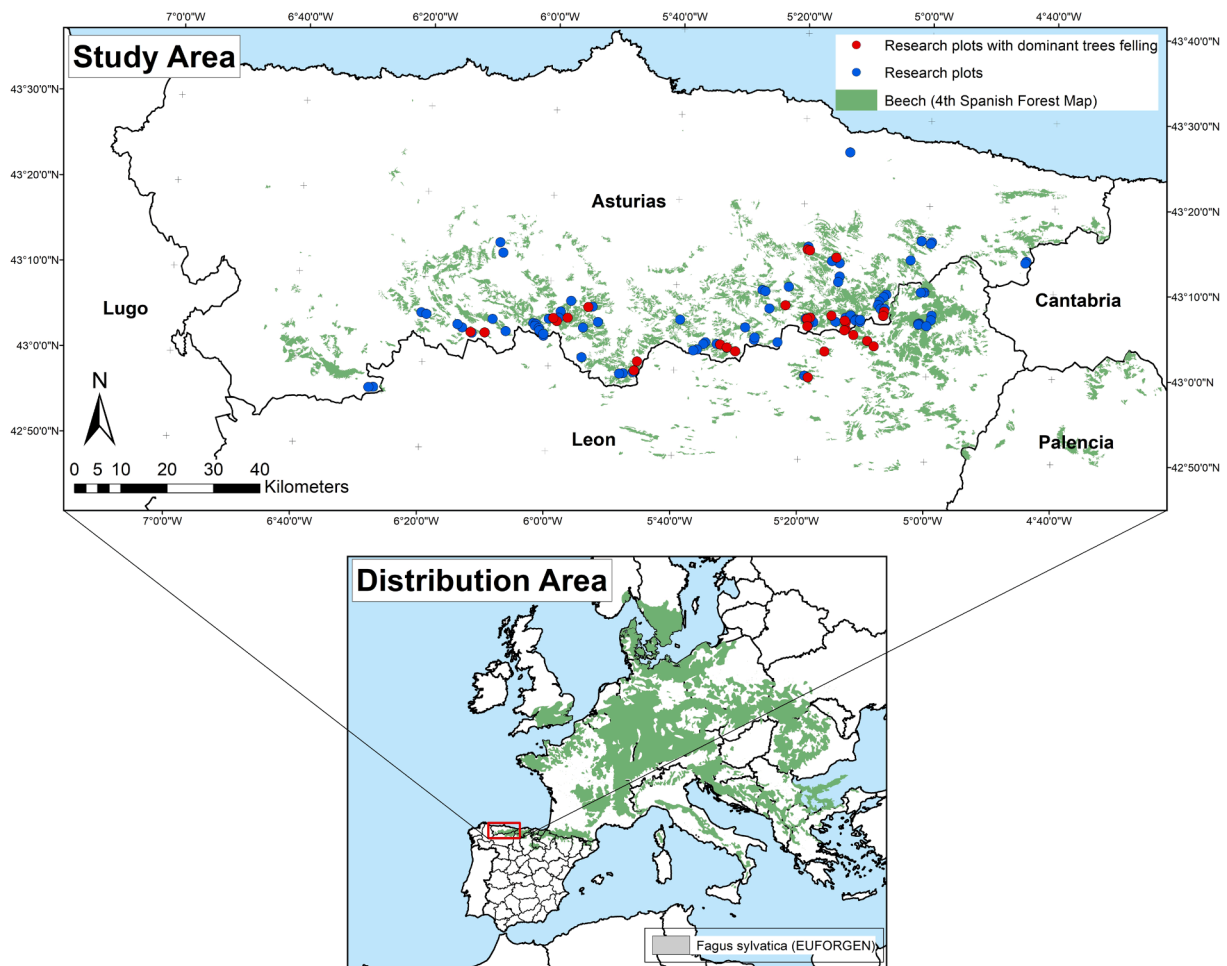 7°0'0"W 6°40'0"W 6°20'0"W 6°0'0"W 5°40'0"W 5°20'0"W 5°0'0"W 4°40'0"W
Study Area
Research plots with dominant trees felling
Research plots
Beech (4th Spanish Forest Map)
43°40'0"N
43°30'0"N
43°30'0"N
43°20'0"N
Asturias
43°20'0"N
43°10'0"N
Lugo
Cantabria
43°10'0"N
43°0'0"N
N
43°0'0"N
42°50'0"N
Leon
Palencia
42°50'0"N
0 5 10 20 30 40
Kilometers
7°0'0"W 6°40'0"W 6°20'0"W 6°0'0"W 5°40'0"W 5°20'0"W 5°0'0"W 4°40'0"W
Distribution Area
Fagus sylvatica (EUFORGEN)